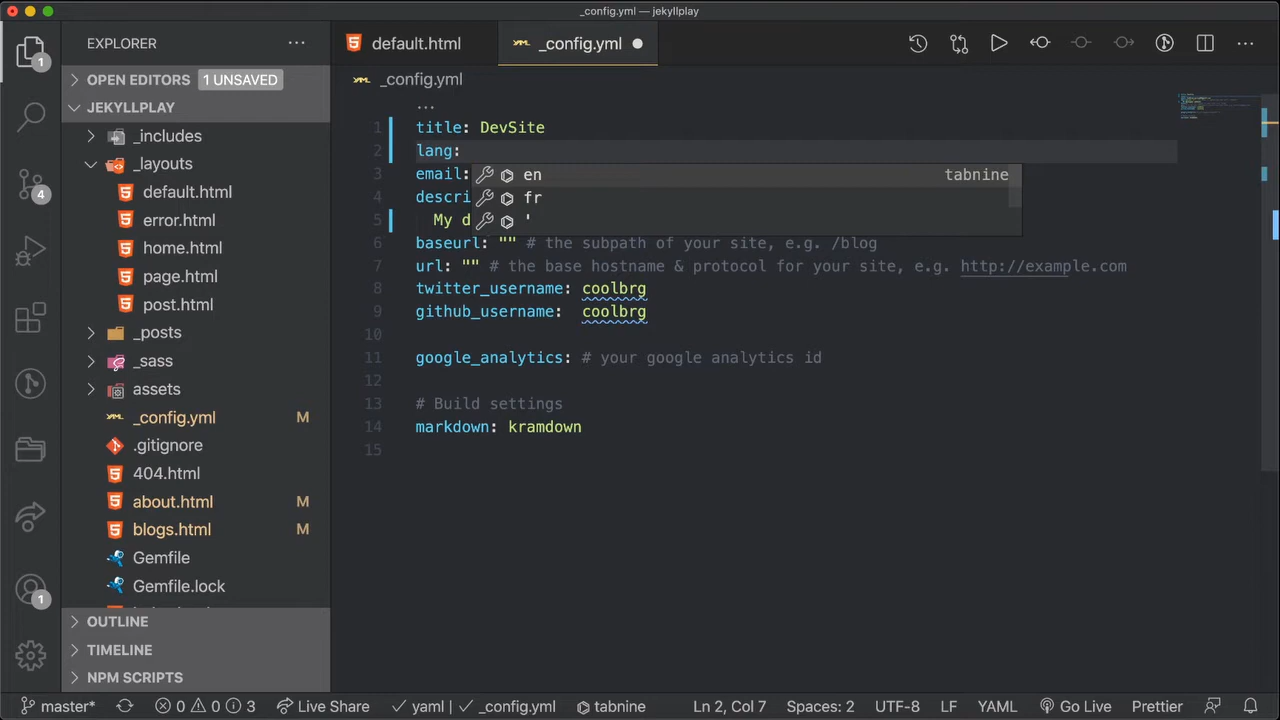 _config.yml — jekyllplay
EXPLORER
OPEN EDITORS 1 UNSAVED
JEKYLLPLAY
_includes
_layouts
default.html
error.html
home.html
page.html
post.html
_posts
_sass
assets
_config.yml M
.gitignore
404.html
about.html M
blogs.html M
Gemfile
Gemfile.lock
OUTLINE
TIMELINE
NPM SCRIPTS
1
4
1
default.html
_config.yml
_config.yml
...
1 title: DevSite
2 lang:
3 email:
4 descri
5 My d
en tabnine
fr
'
6 baseurl: "" # the subpath of your site, e.g. /blog
7 url: "" # the base hostname & protocol for your site, e.g. http://example.com
8 twitter_username: coolbrg
9 github_username:  coolbrg
10
11 google_analytics: # your google analytics id
12
13 # Build settings
14 markdown: kramdown
15
master* 0 0 3 Live Share yaml | _config.yml tabnine Ln 2, Col 7 Spaces: 2 UTF-8 LF YAML Go Live Prettier